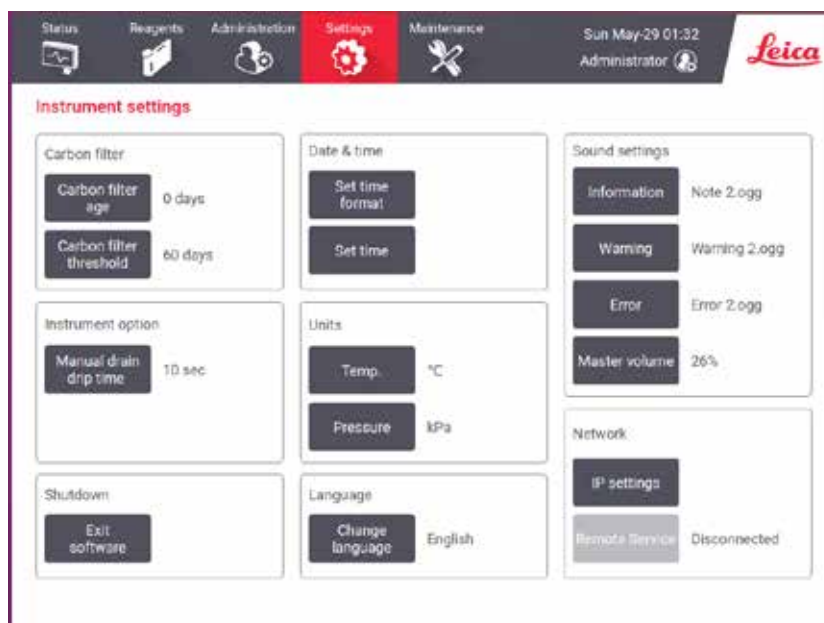 Status
Reagents
Administration
Settings
Maintenance
Sun May-29 01:32
Administrator
Leica
Instrument settings
Carbon filter
Carbon filter
age
0 days
Carbon filter
threshold
60 days
Instrument option
Manual drain
drip time
10 sec
Shutdown
Exit
software
Date & time
Set time
format
Set time
Units
Temp.
°C
Pressure
kPa
Language
Change
language
English
Sound settings
Information
Note 2.ogg
Warning
Warning 2.ogg
Error
Error 2.ogg
Master volume
26%
Network
IP settings
Remote Service
Disconnected